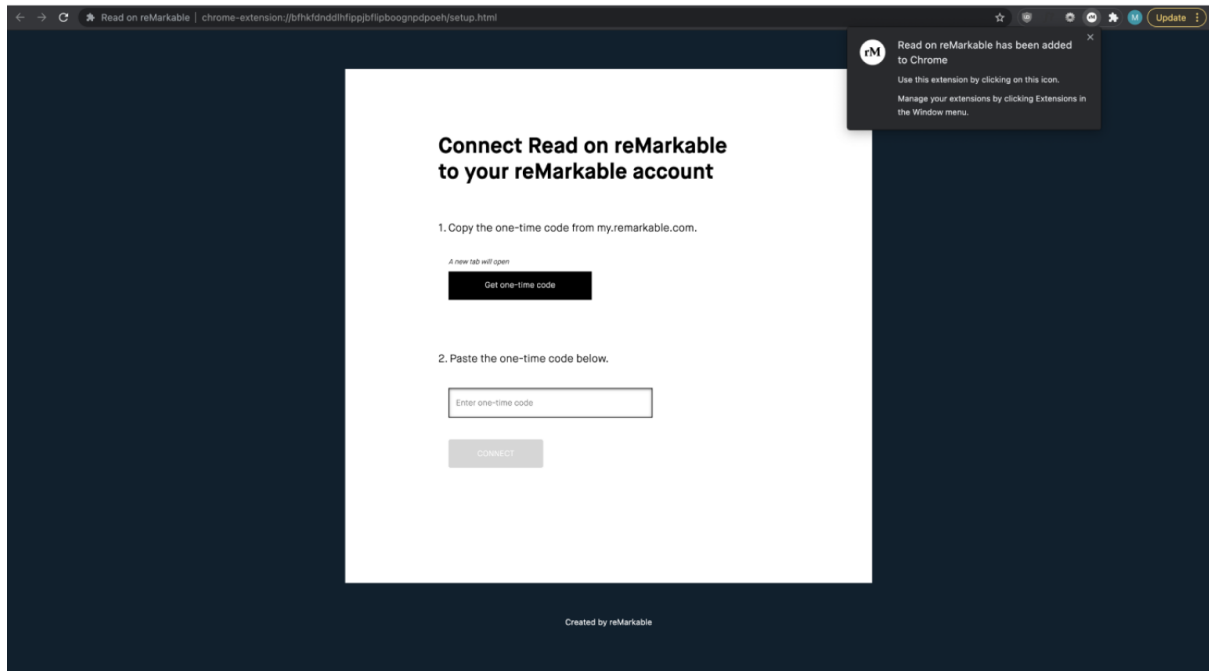 Read on reMarkable | chrome-extension://bfhkfdnddlhfippjbflipboognpdpoeh/setup.html
M
Update
rM
Read on reMarkable has been added
to Chrome
Use this extension by clicking on this icon.
Manage your extensions by clicking Extensions in
the Window menu.
Connect Read on reMarkable
to your reMarkable account
1. Copy the one-time code from my.remarkable.com.
A new tab will open
Get one-time code
2. Paste the one-time code below.
Enter one-time code
CONNECT
Created by reMarkable